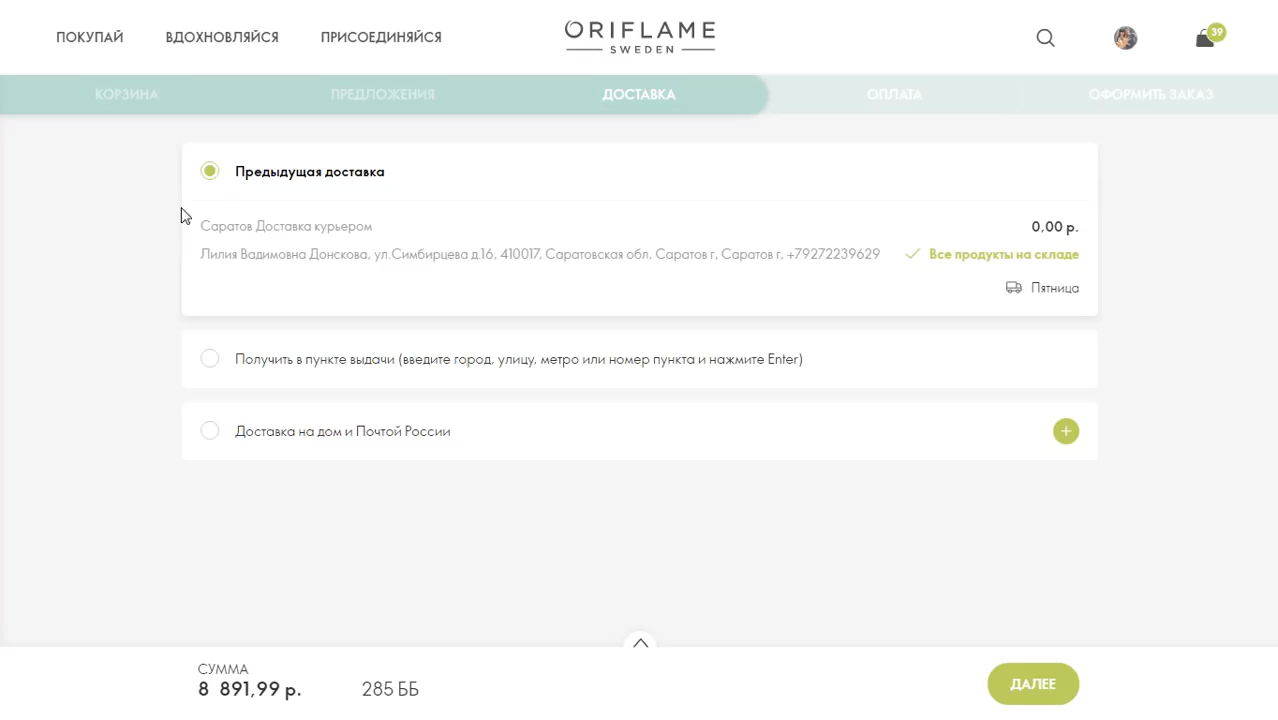 ПОКУПАЙ ВДОХНОВЛЯЙСЯ ПРИСОЕДИНЯЙСЯ
ORIFLAME
SWEDEN
39
КОРЗИНА ПРЕДЛОЖЕНИЯ ДОСТАВКА ОПЛАТА ОФОРМИТЬ ЗАКАЗ
Предыдущая доставка
Саратов Доставка курьером 0,00 р.
Лилия Вадимовна Донскова, ул.Симбирцева д.16, 410017, Саратовская обл, Саратов г, Саратов г, +79272239629 Все продукты на складе
Пятница
Получить в пункте выдачи (введите город, улицу, метро или номер пункта и нажмите Enter)
Доставка на дом и Почтой России
СУММА
8 891,99 р. 285 ББ
ДАЛЕЕ